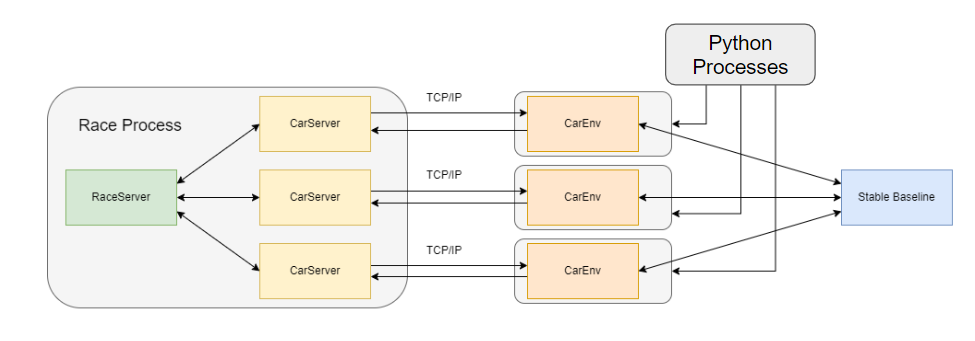 Python
Processes
TCP/IP
Race Process
CarServer
CarEnv
TCP/IP
RaceServer
CarServer
CarEnv
Stable Baseline
TCP/IP
CarServer
CarEnv